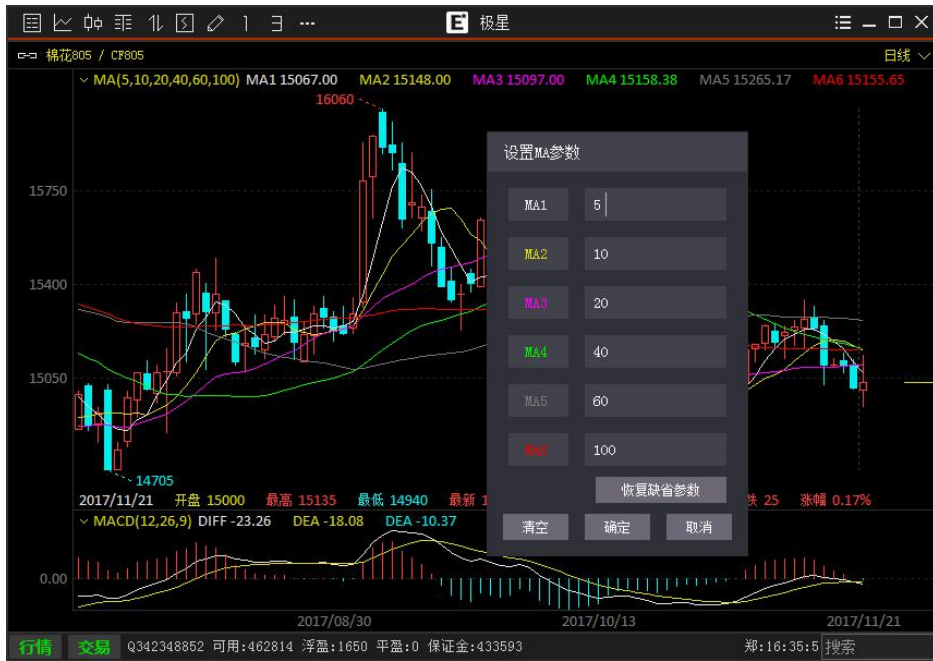 极星
棉花805 / CF805 日线
MA(5,10,20,40,60,100) MA1 15067.00 MA2 15148.00 MA3 15097.00 MA4 15158.38 MA5 15265.17 MA6 15155.65
16060
设置MA参数
15750
MA1 5
MA2 10
15400
MA3 20
MA4 40
15050
MA5 60
MA6 100
14705
恢复缺省参数
2017/11/21 开盘 15000 最高 15135 最低 14940 最新 25 涨幅 0.17%
清空 确定 取消
MACD(12,26,9) DIFF -23.26 DEA -18.08 DEA -10.37
0.00
2017/08/30 2017/10/13 2017/11/21
行情 交易 Q342348852 可用:462814 浮盈:1650 平盈:0 保证金:433593 郑:16:35:5 搜索